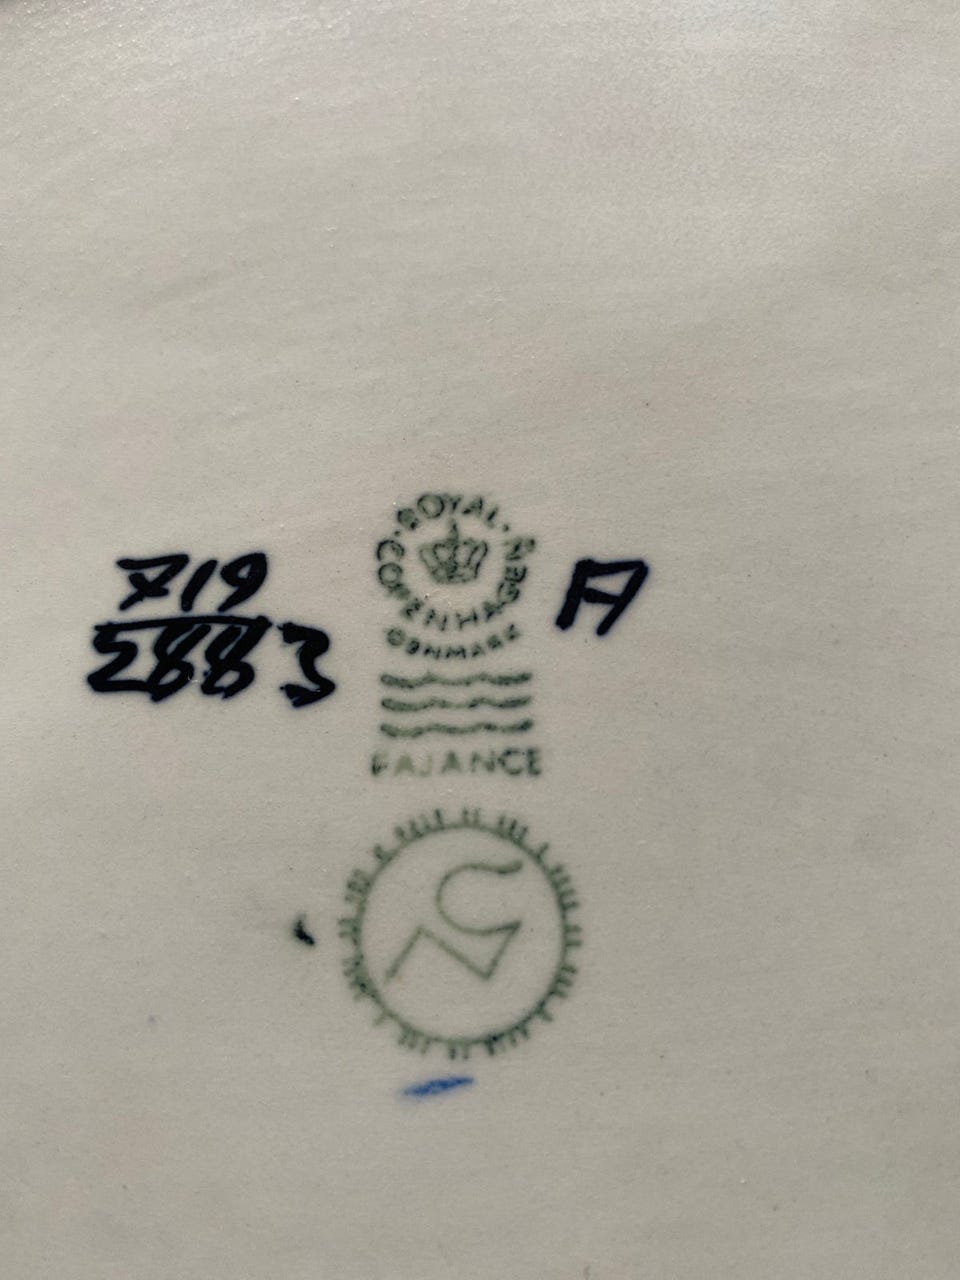 ROYAL
COPENHAGEN
DENMARK
FAJANCE
719
2883
A